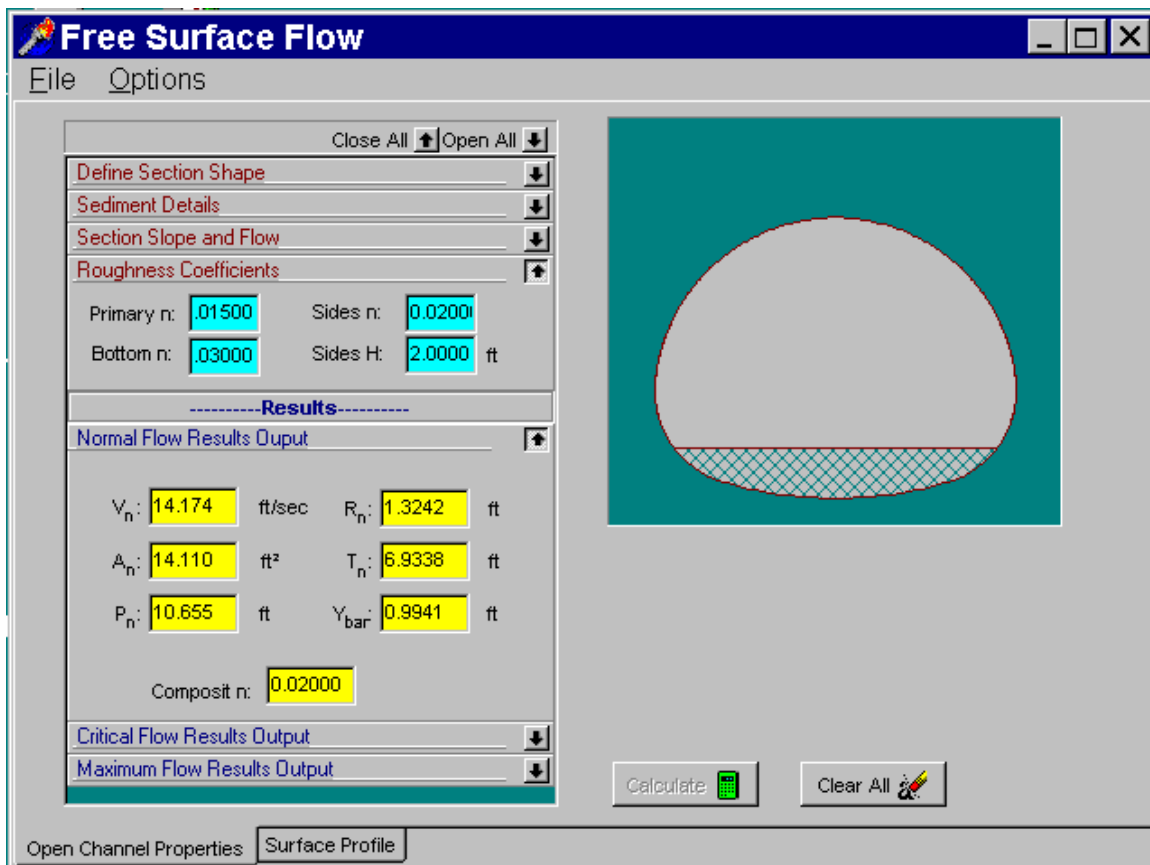 Free Surface Flow
File Options
Close All Open All
Define Section Shape
Sediment Details
Section Slope and Flow
Roughness Coefficients
Primary n: .01500 Sides n: 0.0200
Bottom n: .03000 Sides H: 2.0000 ft
----------Results----------
Normal Flow Results Ouput
Vn: 14.174 ft/sec Rn: 1.3242 ft
An: 14.110 ft² Tn: 6.9338 ft
Pn: 10.655 ft Ybar: 0.9941 ft
Composit n: 0.02000
Critical Flow Results Output
Maximum Flow Results Output
Calculate Clear All
Open Channel Properties Surface Profile